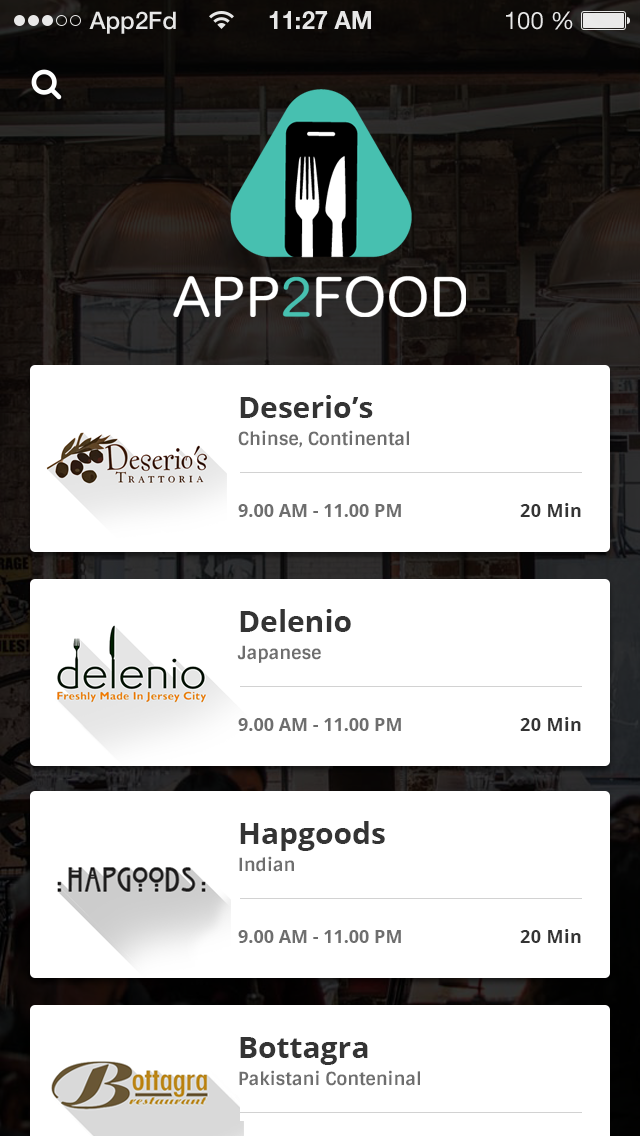 App2Fd 11:27 AM 100 %
APP2FOOD
Deserio's
TRATTORIA
Deserio’s
Chinse, Continental
9.00 AM - 11.00 PM 20 Min
delenio
Freshly Made In Jersey City
Delenio
Japanese
9.00 AM - 11.00 PM 20 Min
:HAPGOODS:
Hapgoods
Indian
9.00 AM - 11.00 PM 20 Min
Bottagra
restaurant
Bottagra
Pakistani Conteninal